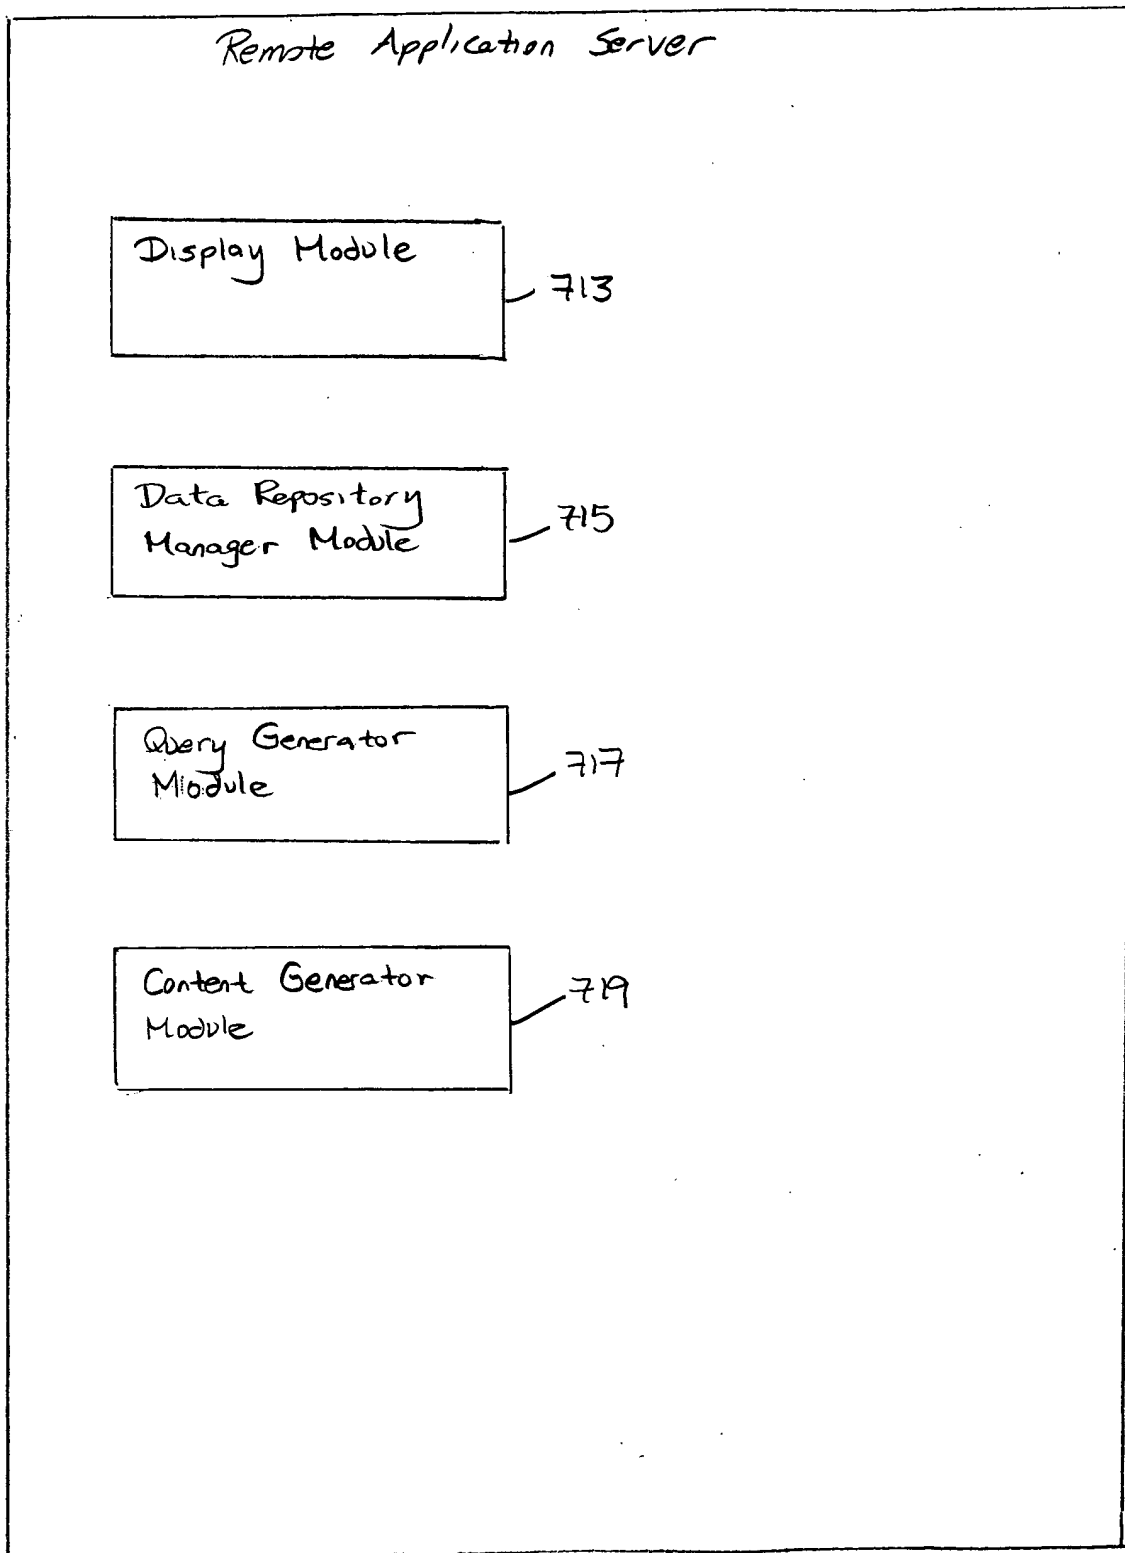 Remote Application Server
Display Module
713
Data Repository
Manager Module
715
Query Generator
Module
717
Content Generator
Module
719